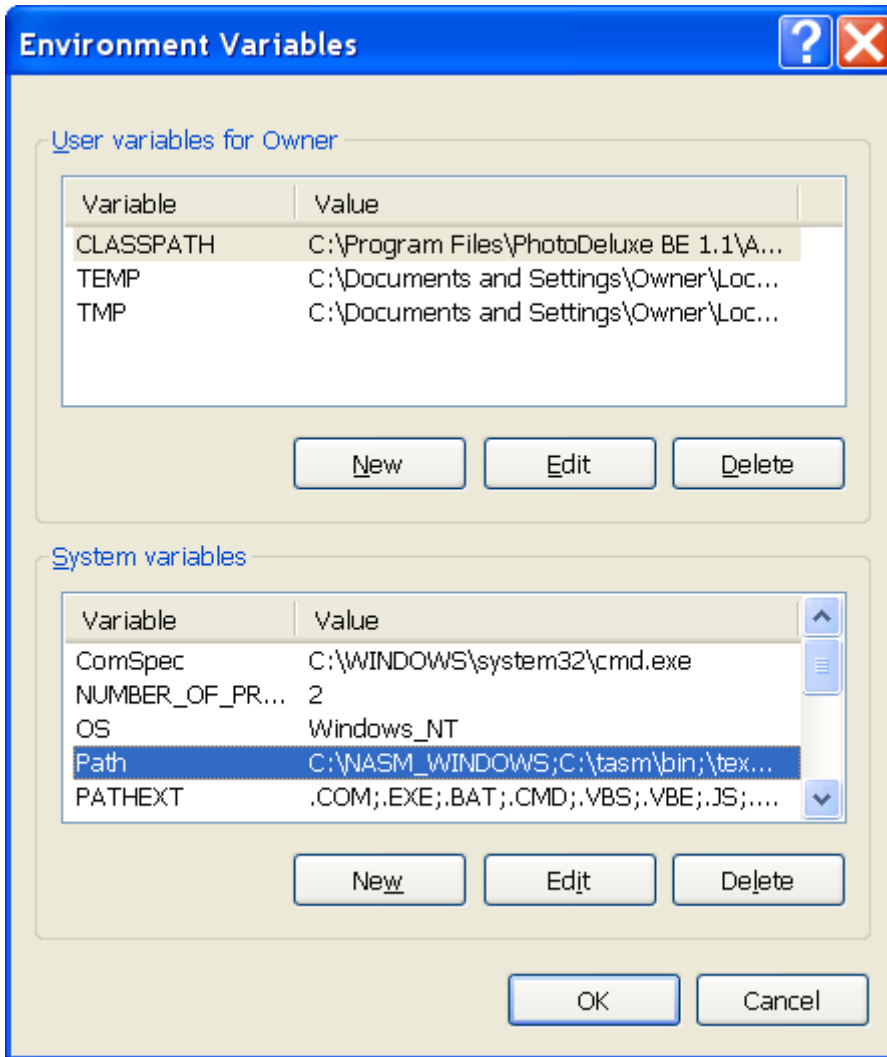 Environment Variables
User variables for Owner
Variable Value
CLASSPATH C:\Program Files\PhotoDeluxe BE 1.1\A...
TEMP C:\Documents and Settings\Owner\Loc...
TMP C:\Documents and Settings\Owner\Loc...
New Edit Delete
System variables
Variable Value
ComSpec C:\WINDOWS\system32\cmd.exe
NUMBER_OF_PR... 2
OS Windows_NT
Path C:\NASM_WINDOWS;C:\tasm\bin;\tex...
PATHEXT .COM;.EXE;.BAT;.CMD;.VBS;.VBE;.JS;....
New Edit Delete
OK Cancel